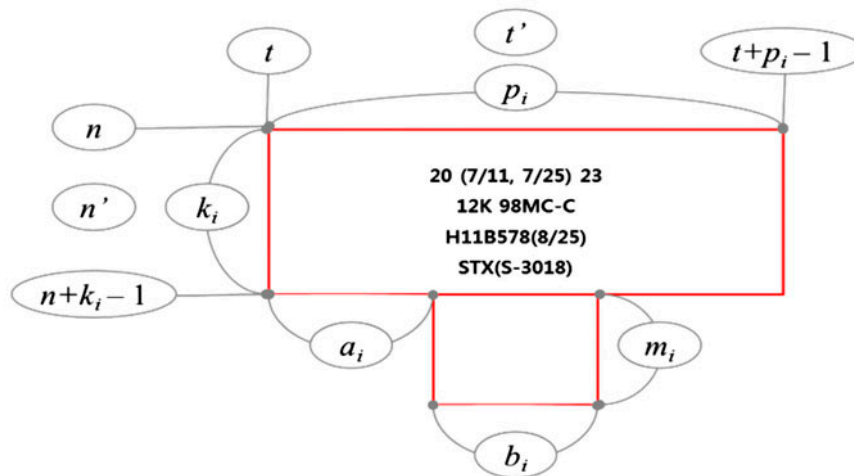 t'
t
t+p_i – 1
p_i
n
20 (7/11, 7/25) 23
12K 98MC-C
n'
k_i
H11B578(8/25)
STX(S-3018)
n+k_i – 1
a_i
m_i
b_i